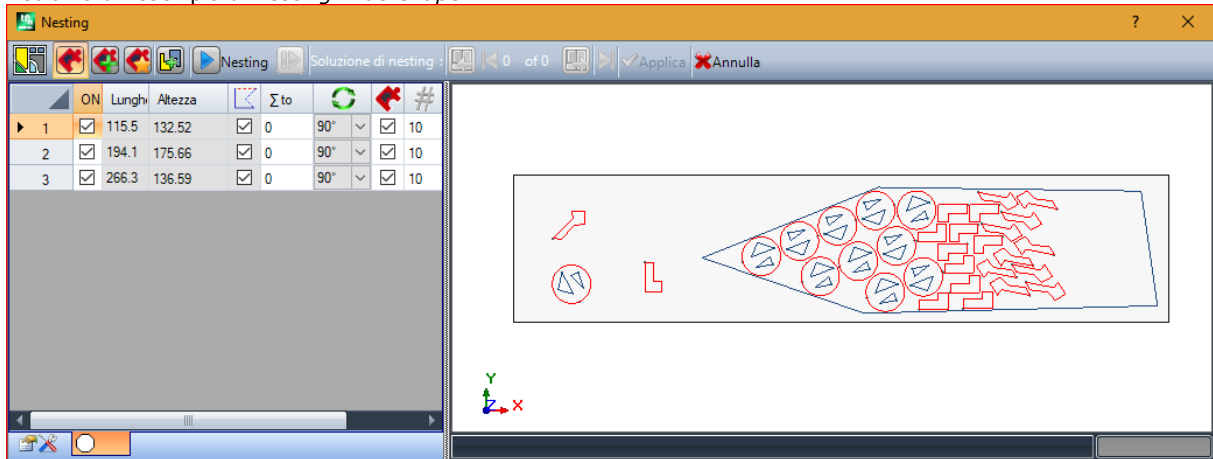 Nesting ? ×
Nesting Soluzione di nesting : 0 of 0 Applica Annulla
ON Lungh Altezza Σ to #
1 115.5 132.52 0 90° 10
2 194.1 175.66 0 90° 10
3 266.3 136.59 0 90° 10
Y
Z X